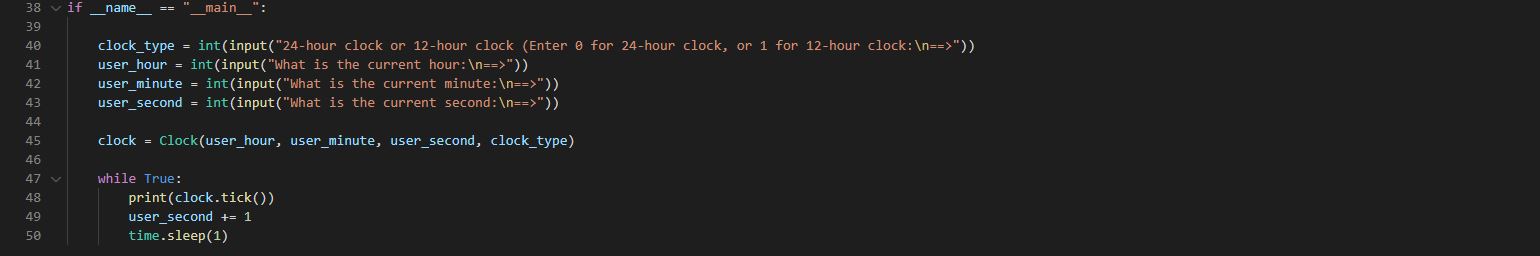 38 if __name__ == "__main__":
39
40 clock_type = int(input("24-hour clock or 12-hour clock (Enter 0 for 24-hour clock, or 1 for 12-hour clock:\n==>"))
41 user_hour = int(input("What is the current hour:\n==>"))
42 user_minute = int(input("What is the current minute:\n==>"))
43 user_second = int(input("What is the current second:\n==>"))
44
45 clock = Clock(user_hour, user_minute, user_second, clock_type)
46
47 while True:
48 print(clock.tick())
49 user_second += 1
50 time.sleep(1)